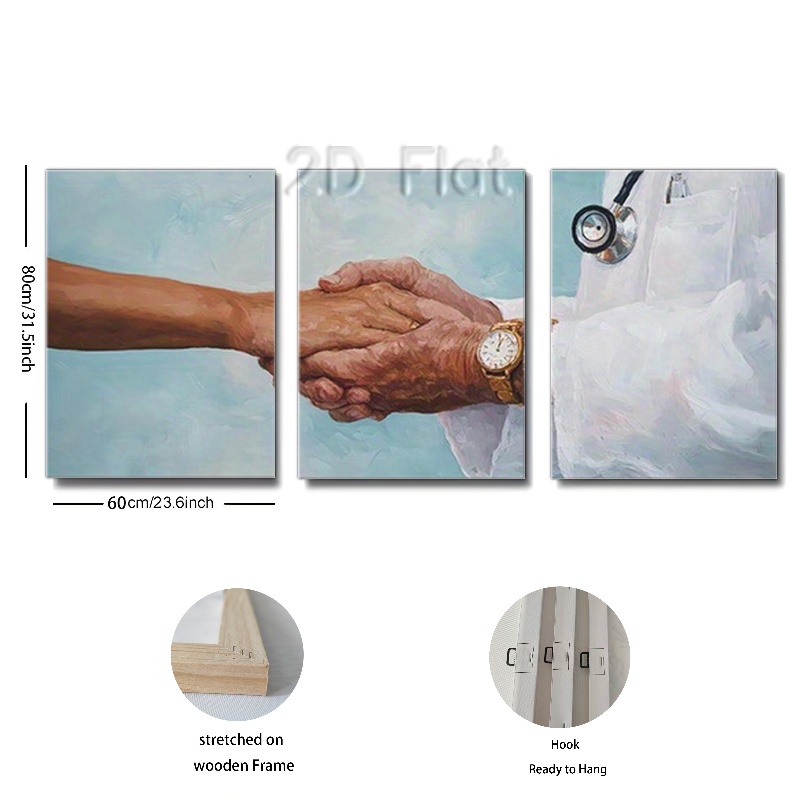 2D Flat
80cm/31.5inch
60cm/23.6inch
stretched on
wooden Frame
Hook
Ready to Hang